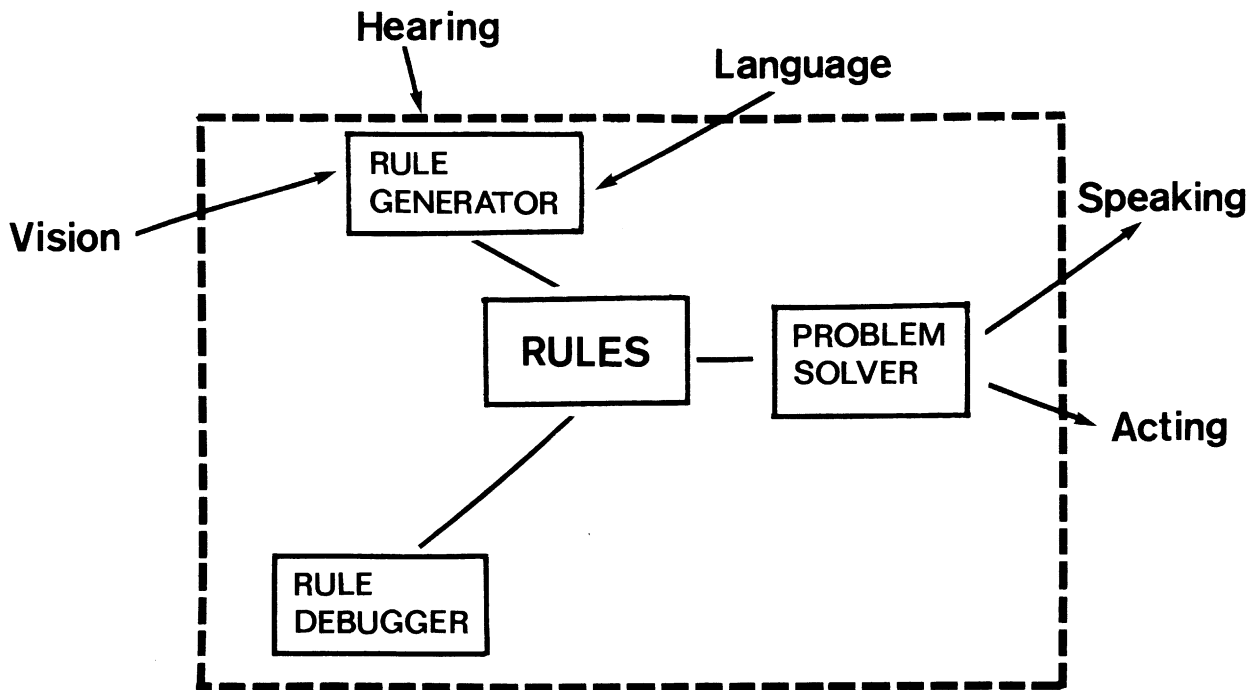 Hearing
Language
RULE
GENERATOR
Vision
Speaking
RULES
PROBLEM
SOLVER
Acting
RULE
DEBUGGER